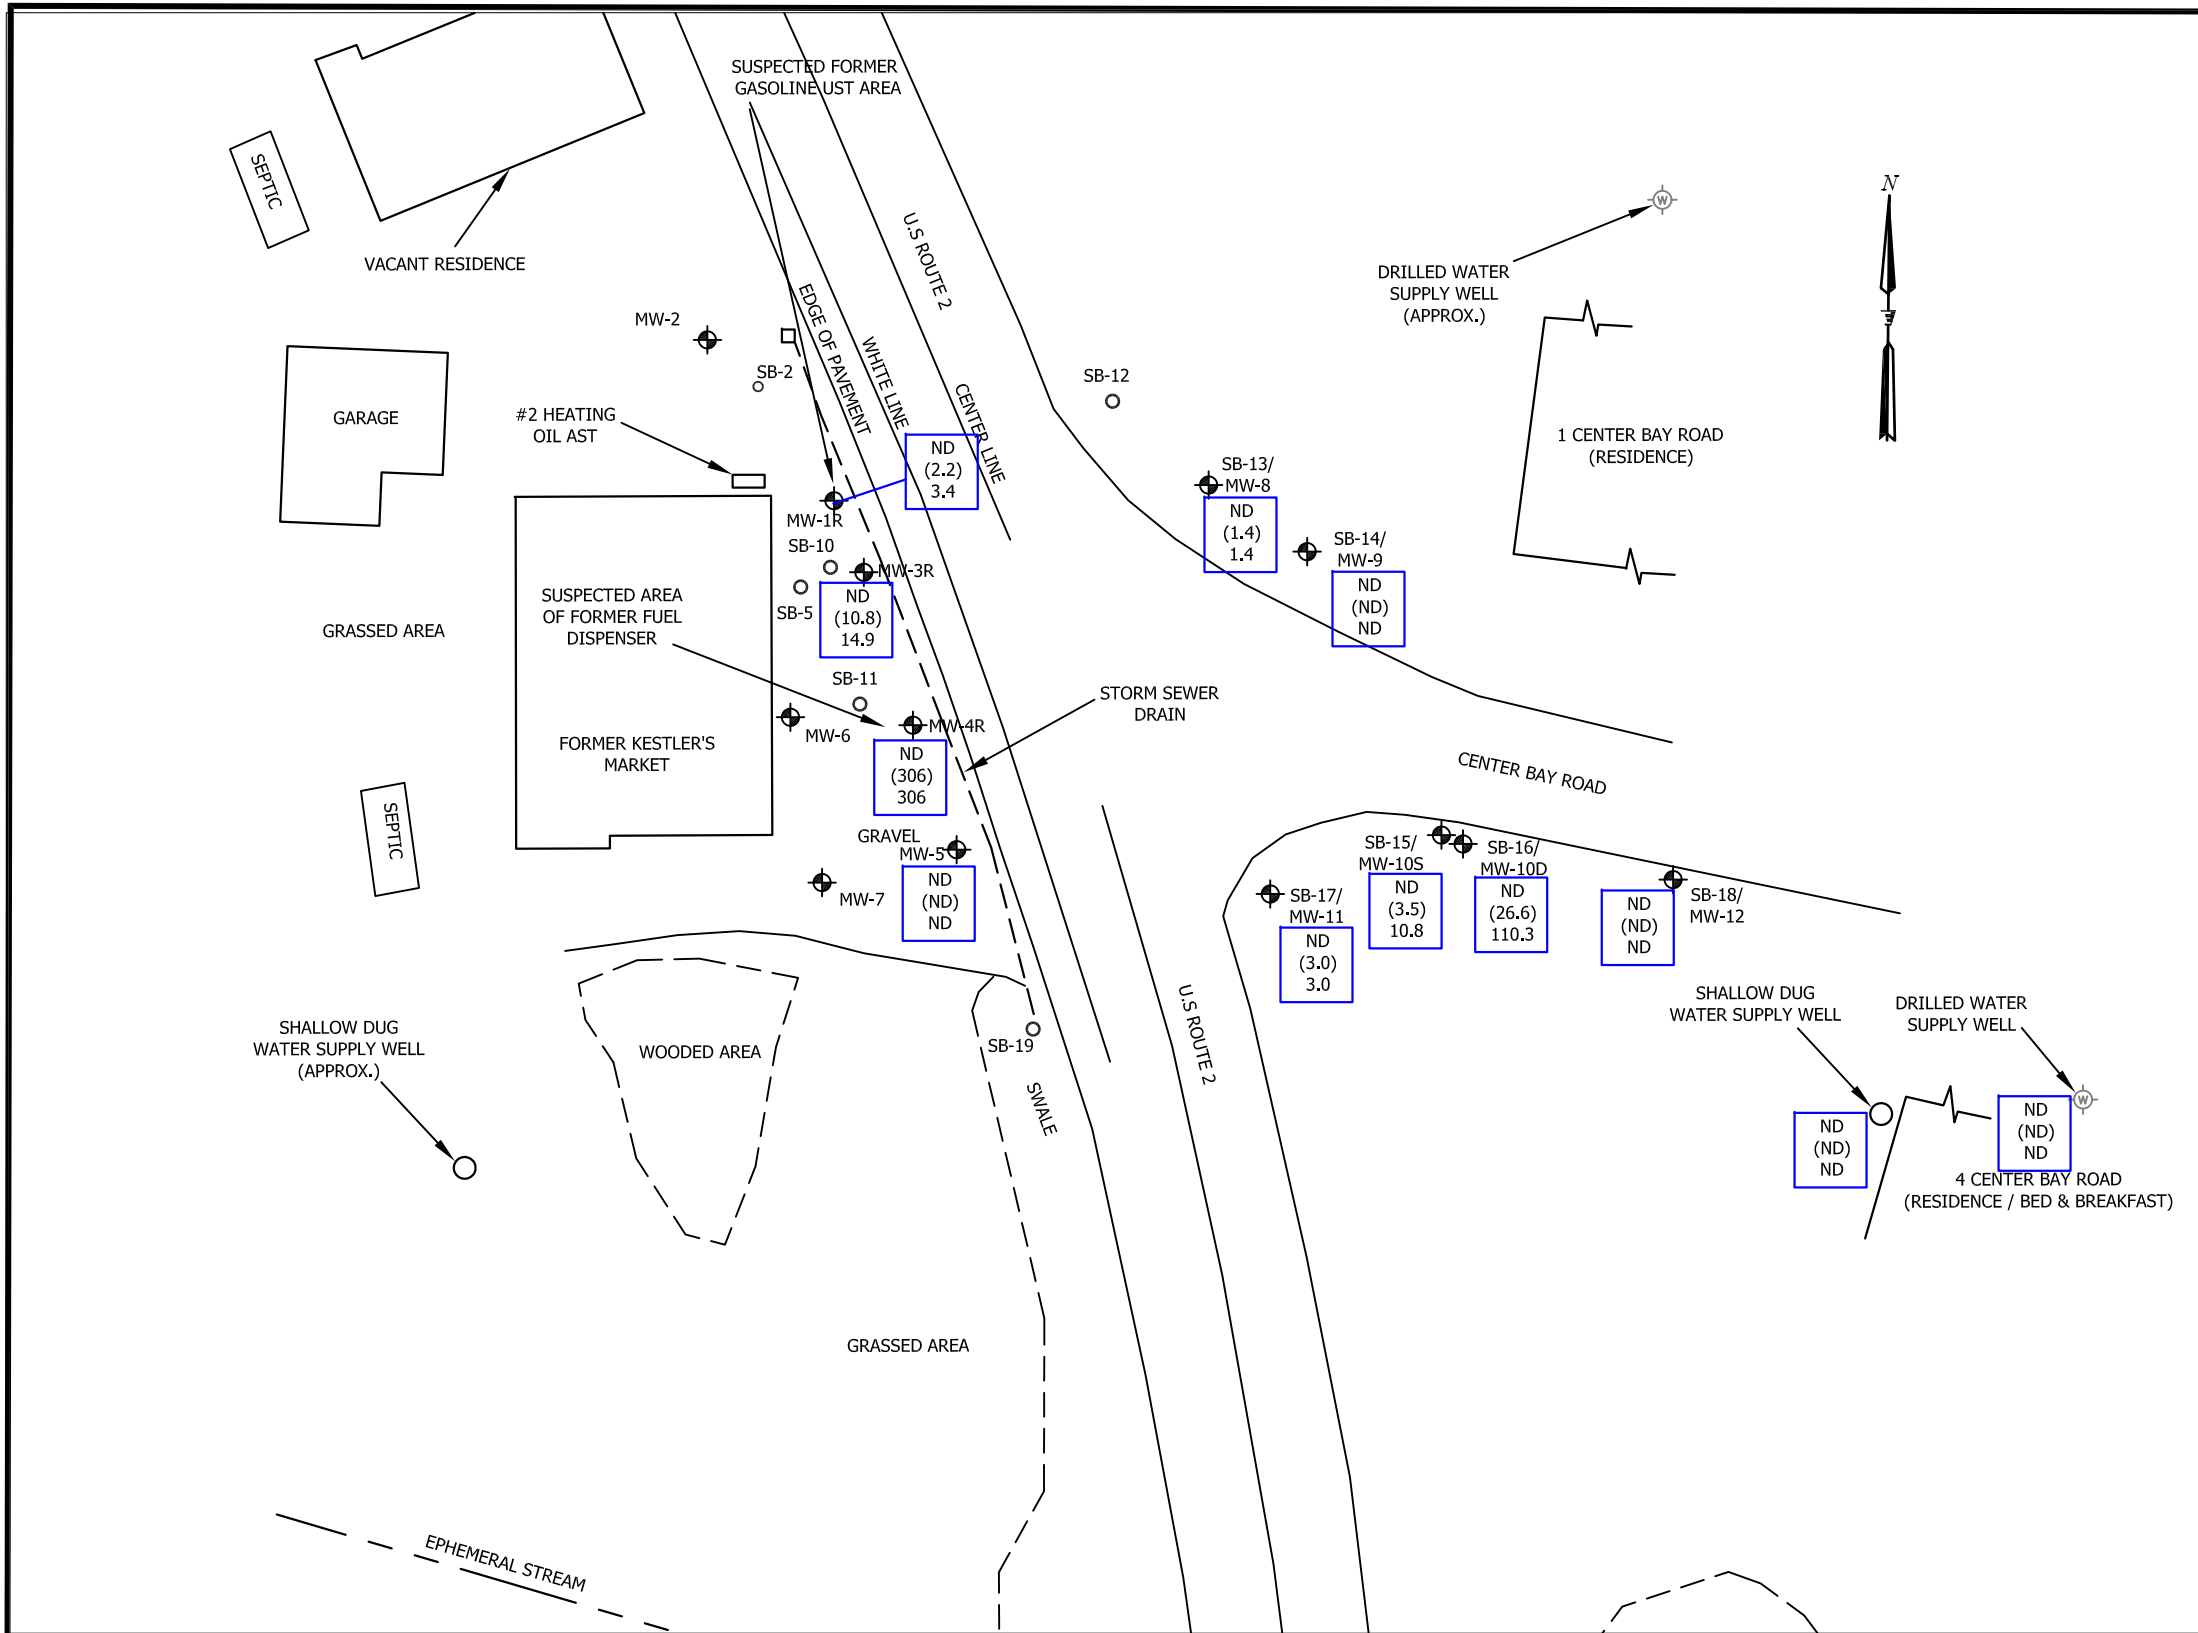 SUSPECTED FORMER
GASOLINE UST AREA
SEPTIC
VACANT RESIDENCE
U.S ROUTE 2
N
DRILLED WATER
SUPPLY WELL
(APPROX.)
W
MW-2
SB-2
EDGE OF PAVEMENT
WHITE LINE
CENTER LINE
SB-12
GARAGE
#2 HEATING
OIL AST
1 CENTER BAY ROAD
(RESIDENCE)
ND
(2.2)
3.4
MW-1R
SB-13/
MW-8
ND
(1.4)
1.4
SB-14/
MW-9
ND
(ND)
ND
SB-10
MW-3R
SB-5
ND
(10.8)
14.9
SUSPECTED AREA
OF FORMER FUEL
DISPENSER
GRASSED AREA
SB-11
MW-6
MW-4R
ND
(306)
306
STORM SEWER
DRAIN
FORMER KESTLER'S
MARKET
CENTER BAY ROAD
SEPTIC
GRAVEL
MW-5
ND
(ND)
ND
MW-7
SB-15/
MW-10S
ND
(3.5)
10.8
SB-16/
MW-10D
ND
(26.6)
110.3
SB-17/
MW-11
ND
(3.0)
3.0
SB-18/
MW-12
ND
(ND)
ND
SHALLOW DUG
WATER SUPPLY WELL
DRILLED WATER
SUPPLY WELL
W
SHALLOW DUG
WATER SUPPLY WELL
(APPROX.)
WOODED AREA
SB-19
SWALE
U.S ROUTE 2
ND
(ND)
ND
ND
(ND)
ND
4 CENTER BAY ROAD
(RESIDENCE / BED & BREAKFAST)
GRASSED AREA
EPHEMERAL STREAM